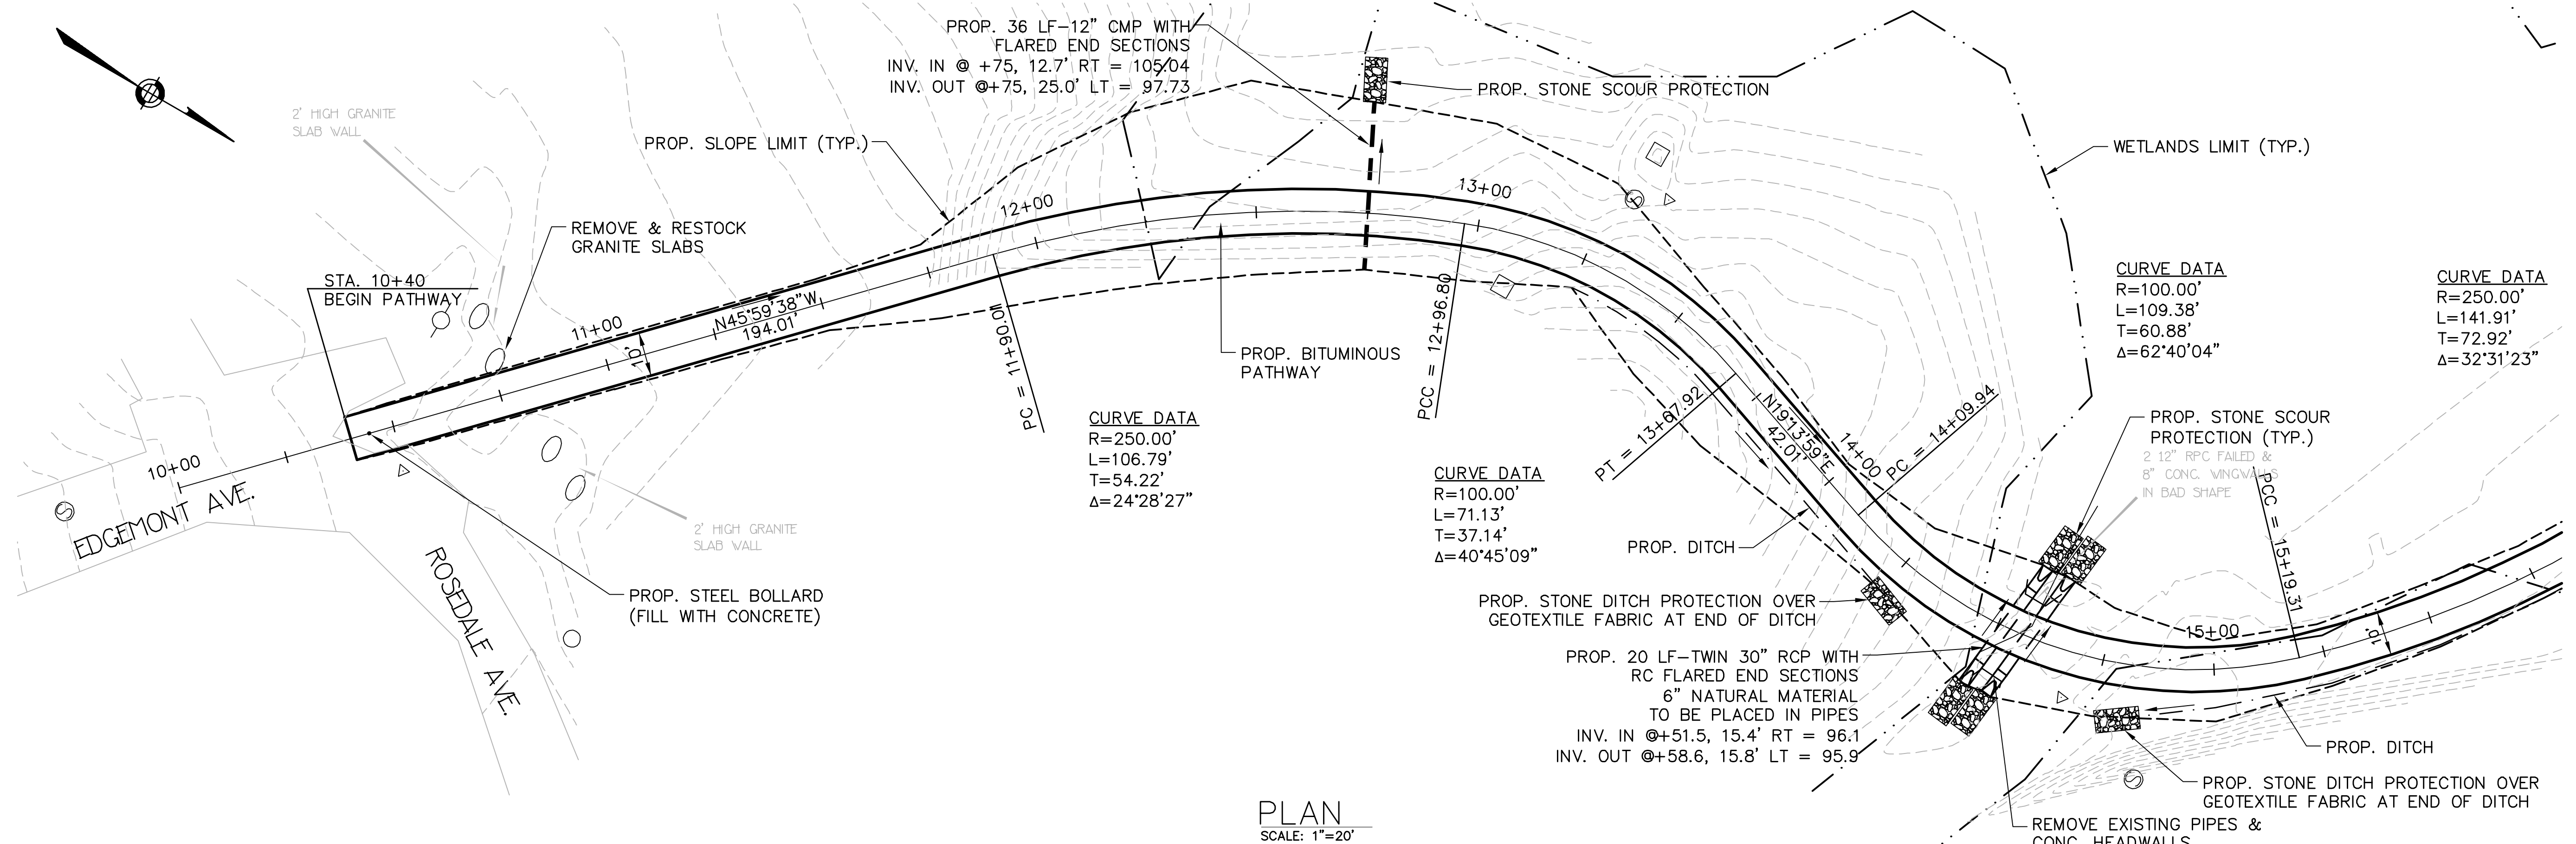 PROP. 36 LF-12" CMP WITH
FLARED END SECTIONS
INV. IN @ +75, 12.7' RT = 105.04
INV. OUT @+75, 25.0' LT = 97.73
PROP. STONE SCOUR PROTECTION
2' HIGH GRANITE
SLAB WALL
PROP. SLOPE LIMIT (TYP.)
WETLANDS LIMIT (TYP.)
12+00
13+00
REMOVE & RESTOCK
GRANITE SLABS
STA. 10+40
BEGIN PATHWAY
11+00
N45°59'38"W
194.01'
10'
PC = 11+90.01
PROP. BITUMINOUS
PATHWAY
PCC = 12+96.80
CURVE DATA
R=250.00'
L=106.79'
T=54.22'
Δ=24°28'27"
CURVE DATA
R=100.00'
L=71.13'
T=37.14'
Δ=40°45'09"
PT = 13+67.92
N19°13'59"E
42.01'
14+00
PC = 14+09.94
CURVE DATA
R=100.00'
L=109.38'
T=60.88'
Δ=62°40'04"
CURVE DATA
R=250.00'
L=141.91'
T=72.92'
Δ=32°31'23"
PROP. STONE SCOUR
PROTECTION (TYP.)
2 12" RPC FAILED &
8" CONC. WINGWALLS
IN BAD SHAPE
PCC = 15+19.31
15+00
10'
10+00
EDGEMONT AVE.
ROSEDALE AVE.
2' HIGH GRANITE
SLAB WALL
PROP. STEEL BOLLARD
(FILL WITH CONCRETE)
PROP. DITCH
PROP. STONE DITCH PROTECTION OVER
GEOTEXTILE FABRIC AT END OF DITCH
PROP. 20 LF-TWIN 30" RCP WITH
RC FLARED END SECTIONS
6" NATURAL MATERIAL
TO BE PLACED IN PIPES
INV. IN @+51.5, 15.4' RT = 96.1
INV. OUT @+58.6, 15.8' LT = 95.9
PROP. DITCH
PROP. STONE DITCH PROTECTION OVER
GEOTEXTILE FABRIC AT END OF DITCH
REMOVE EXISTING PIPES &
CONC. HEADWALLS
PLAN
SCALE: 1"=20'